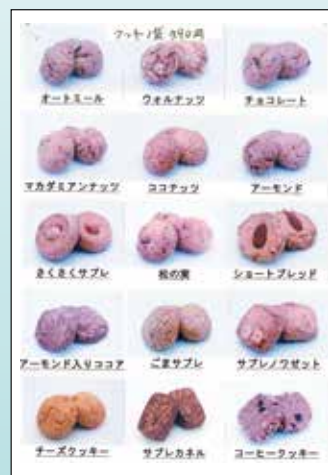 クッキー1袋
オートミール ウォルナッツ チョコレート
マカダミアンナッツ ココナッツ アーモンド
さくさくサブレ 松の実 ショートブレッド
アーモンド入りココア ごまサブレ サブレノワゼット
チーズクッキー サブレカネル コーヒークッキー